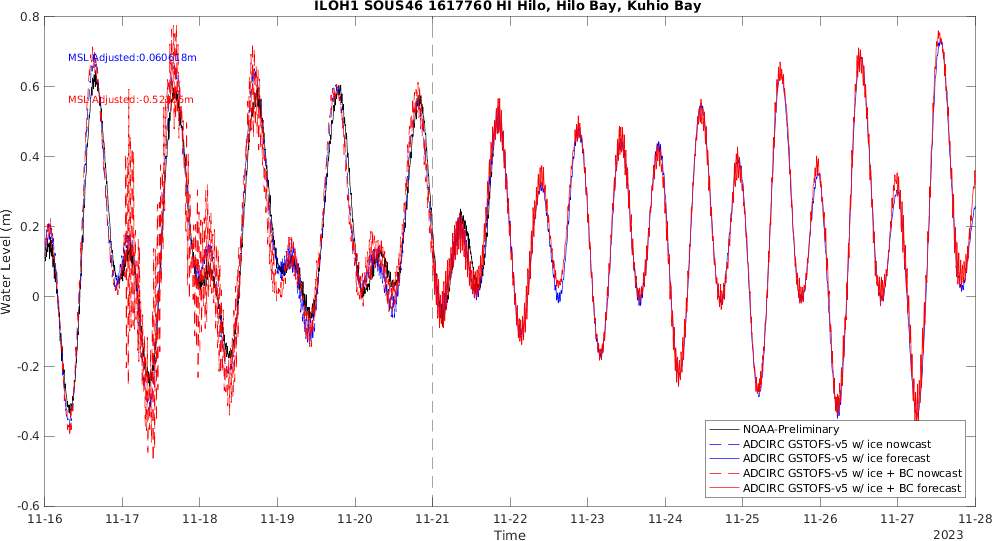 ILOH1 SOUS46 1617760 HI Hilo, Hilo Bay, Kuhio Bay
MSL Adjusted:
MSL Adjusted:
Water Level (m)
0.8
0.6
0.4
0.2
0
-0.2
-0.4
-0.6
NOAA-Preliminary
ADCIRC GSTOFS-v5 w/ ice nowcast
ADCIRC GSTOFS-v5 w/ ice forecast
ADCIRC GSTOFS-v5 w/ ice + BC nowcast
ADCIRC GSTOFS-v5 w/ ice + BC forecast
11-16 11-17 11-18 11-19 11-20 11-21 11-22 11-23 11-24 11-25 11-26 11-27 11-28
Time
2023